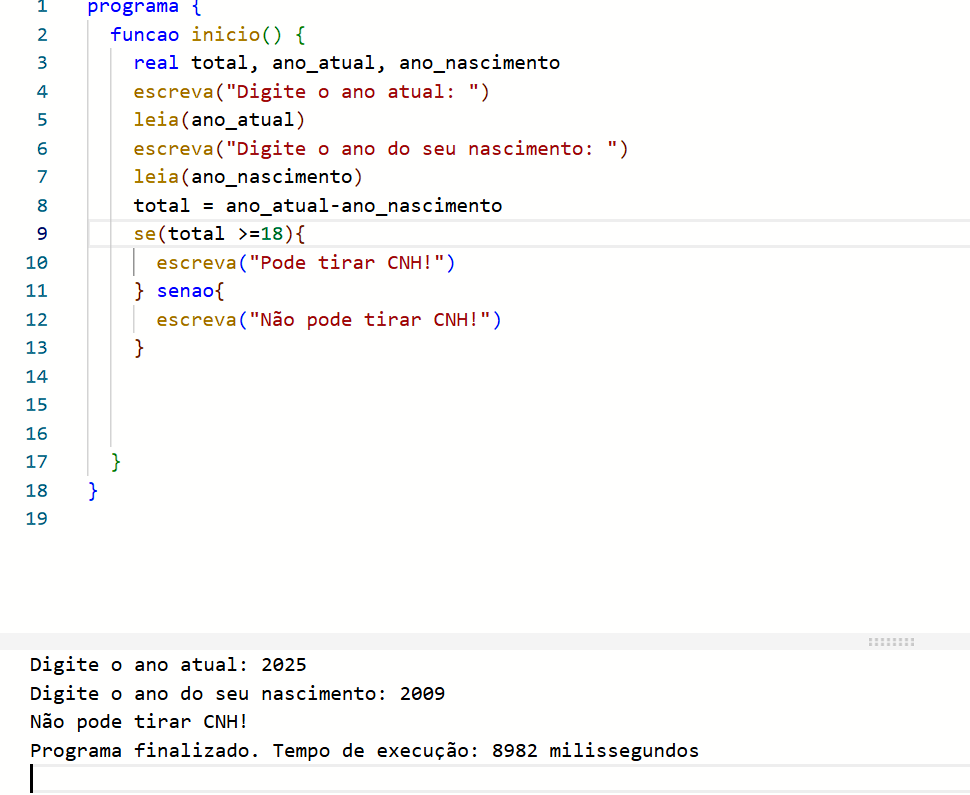 1 programa {
2 funcao inicio() {
3 real total, ano_atual, ano_nascimento
4 escreva("Digite o ano atual: ")
5 leia(ano_atual)
6 escreva("Digite o ano do seu nascimento: ")
7 leia(ano_nascimento)
8 total = ano_atual-ano_nascimento
9 se(total >=18){
10 escreva("Pode tirar CNH!")
11 } senao{
12 escreva("Não pode tirar CNH!")
13 }
14
15
16
17 }
18 }
19
Digite o ano atual: 2025
Digite o ano do seu nascimento: 2009
Não pode tirar CNH!
Programa finalizado. Tempo de execução: 8982 milissegundos